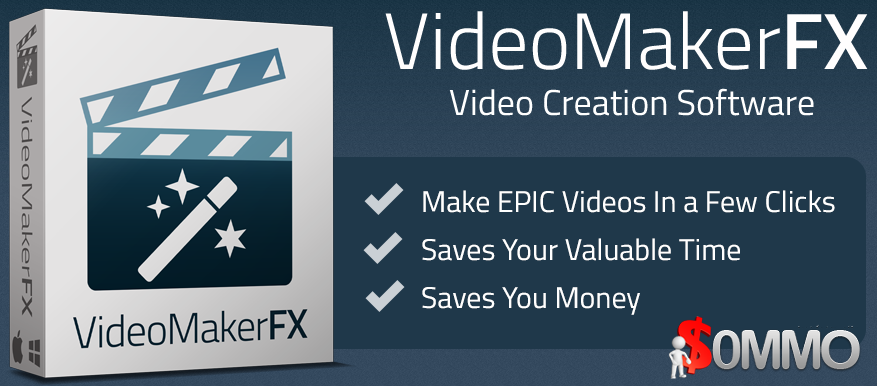 VideoMakerFX
Video Creation Software
Make EPIC Videos In a Few Clicks
Saves Your Valuable Time
Saves You Money
VideoMakerFX
VideoMakerFX
$OMMO